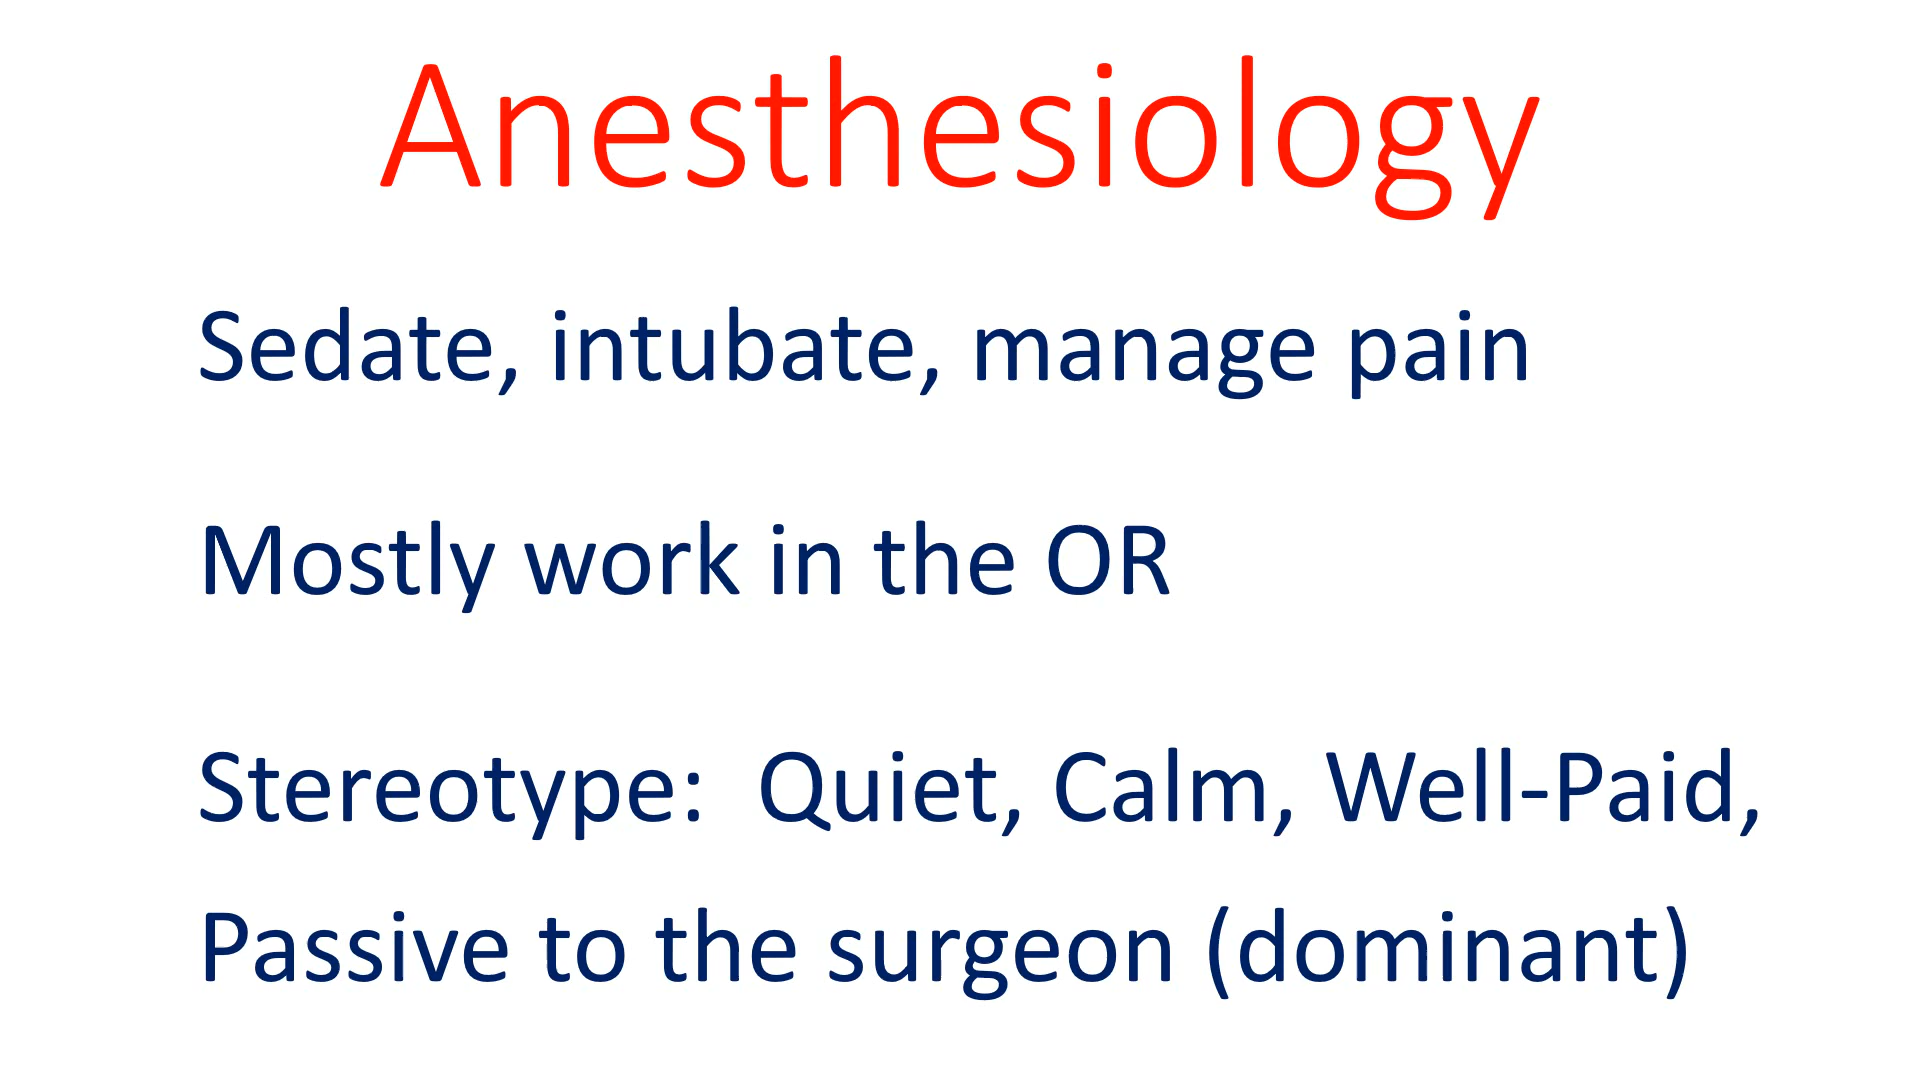 Anesthesiology
Sedate, intubate, manage pain
Mostly work in the OR
Stereotype:  Quiet, Calm, Well-Paid,
Passive to the surgeon (dominant)